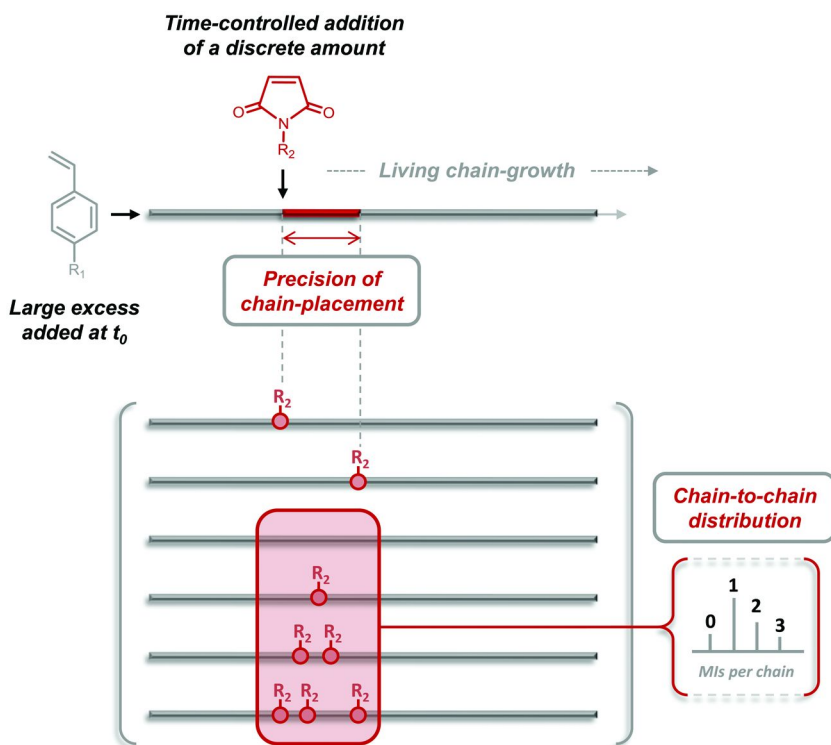 Time-controlled addition
of a discrete amount
O
O
N
R2
Living chain-growth
R1
Large excess
added at t0
Precision of
chain-placement
R2
R2
R2
R2 R2
R2 R2 R2
Chain-to-chain
distribution
0 1 2 3
MIs per chain